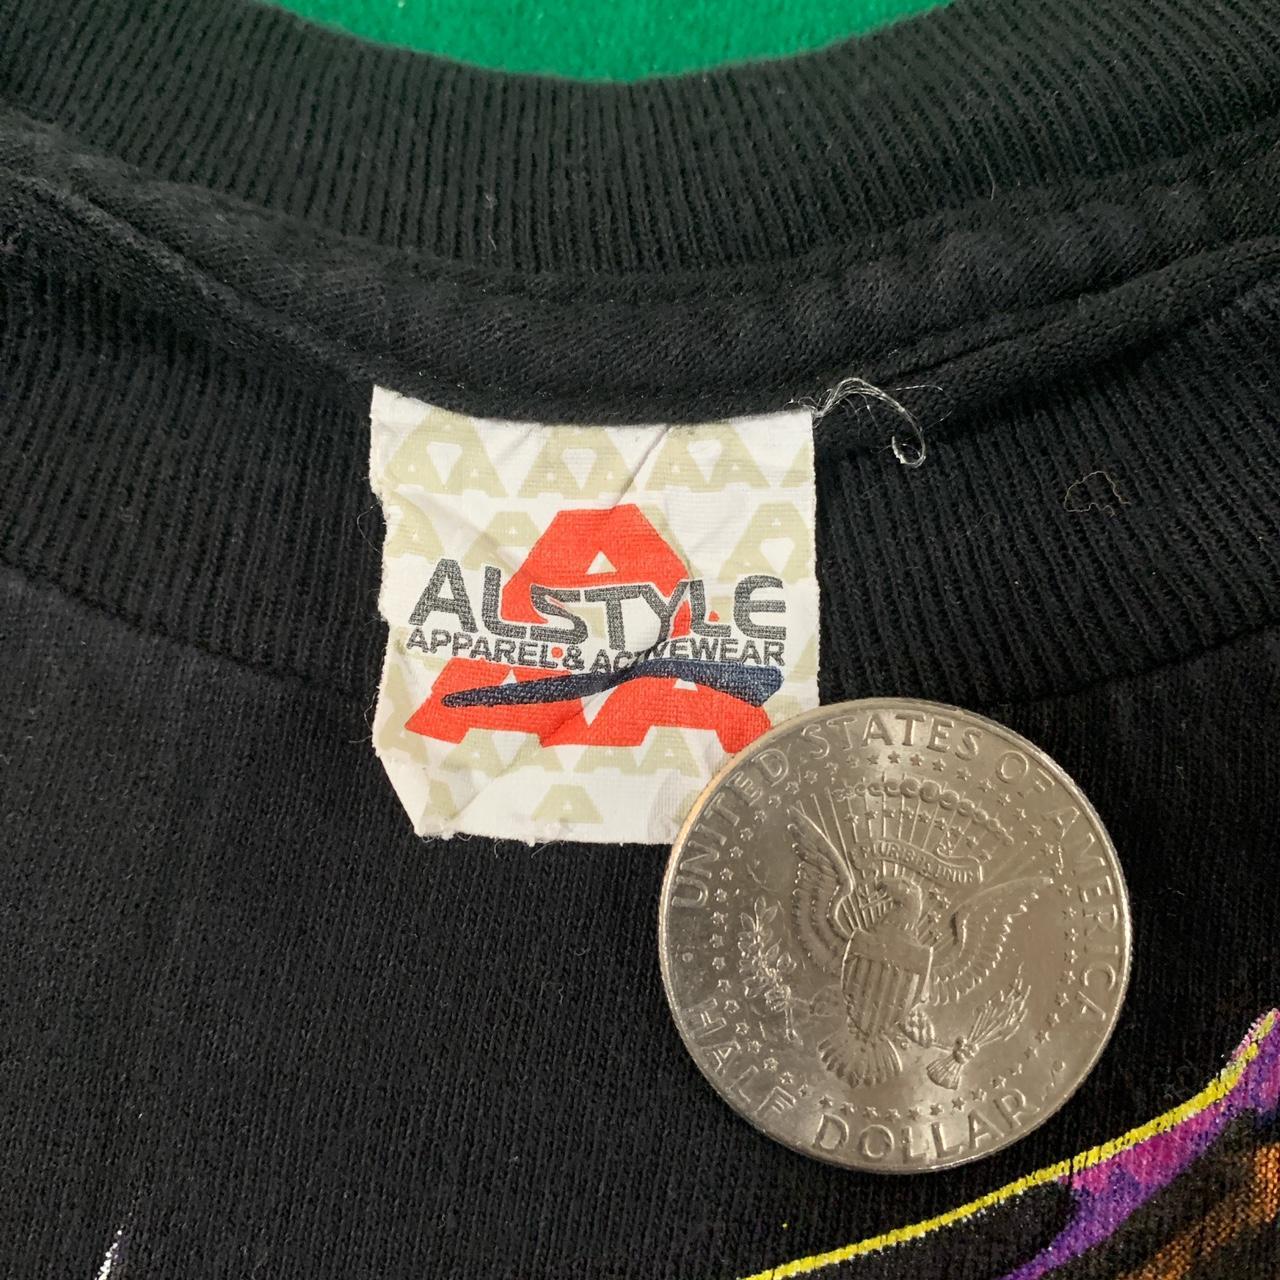 ALSTYLE
APPAREL & ACTIVEWEAR
UNITED STATES OF AMERICA
E PLURIBUS UNUM
HALF DOLLAR